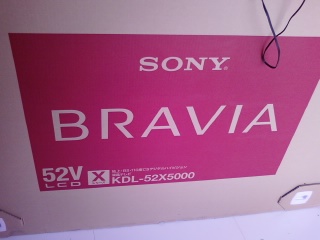 SONY
BRAVIA
52V
LCD
X
KDL-52X5000